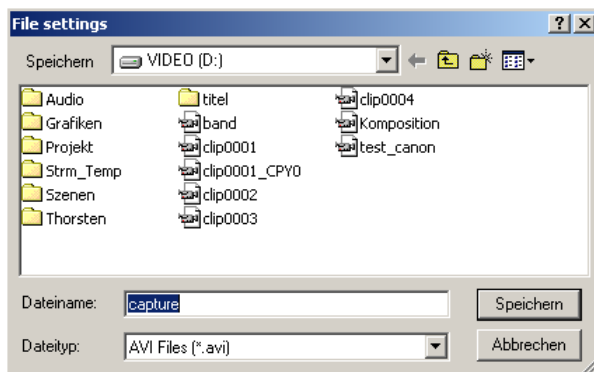 File settings
Speichern
VIDEO (D:)
Audio
Grafiken
Projekt
Strm_Temp
Szenen
Thorsten
titel
band
clip0001
clip0001_CPY0
clip0002
clip0003
clip0004
Komposition
test_canon
Dateiname:
capture
Speichern
Dateityp:
AVI Files (*.avi)
Abbrechen